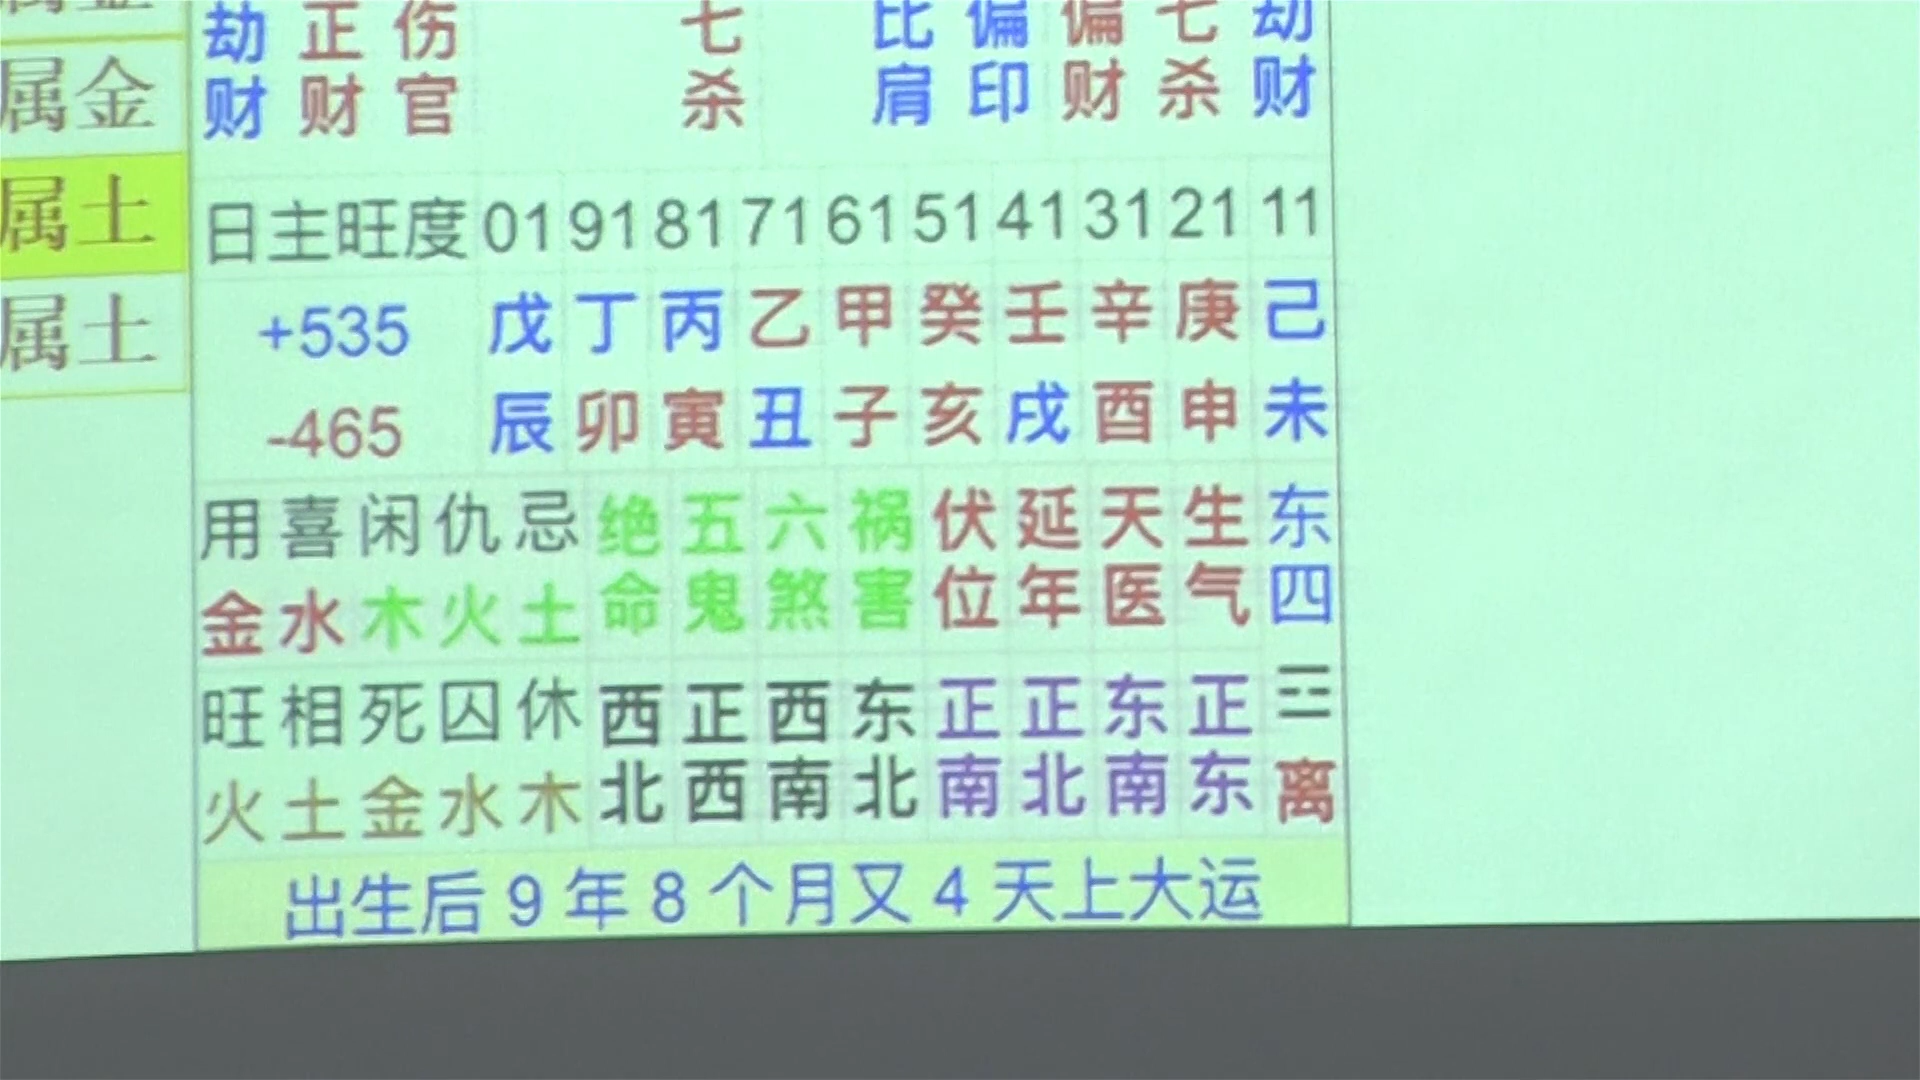 属金
属土
属土
劫 正 伤 七 比 偏 偏 七 劫
财 财 官 杀 肩 印 财 杀 财
日主旺度 01 91 81 71 61 51 41 31 21 11
+535 戊 丁 丙 乙 甲 癸 壬 辛 庚 己
-465 辰 卯 寅 丑 子 亥 戌 酉 申 未
用 喜 闲 仇 忌 绝 五 六 祸 伏 延 天 生 东
金 水 木 火 土 命 鬼 煞 害 位 年 医 气 四
旺 相 死 囚 休 西 正 西 东 正 正 东 正 ☲
火 土 金 水 木 北 西 南 北 南 北 南 东 离
出生后 9 年 8 个月又 4 天上大运